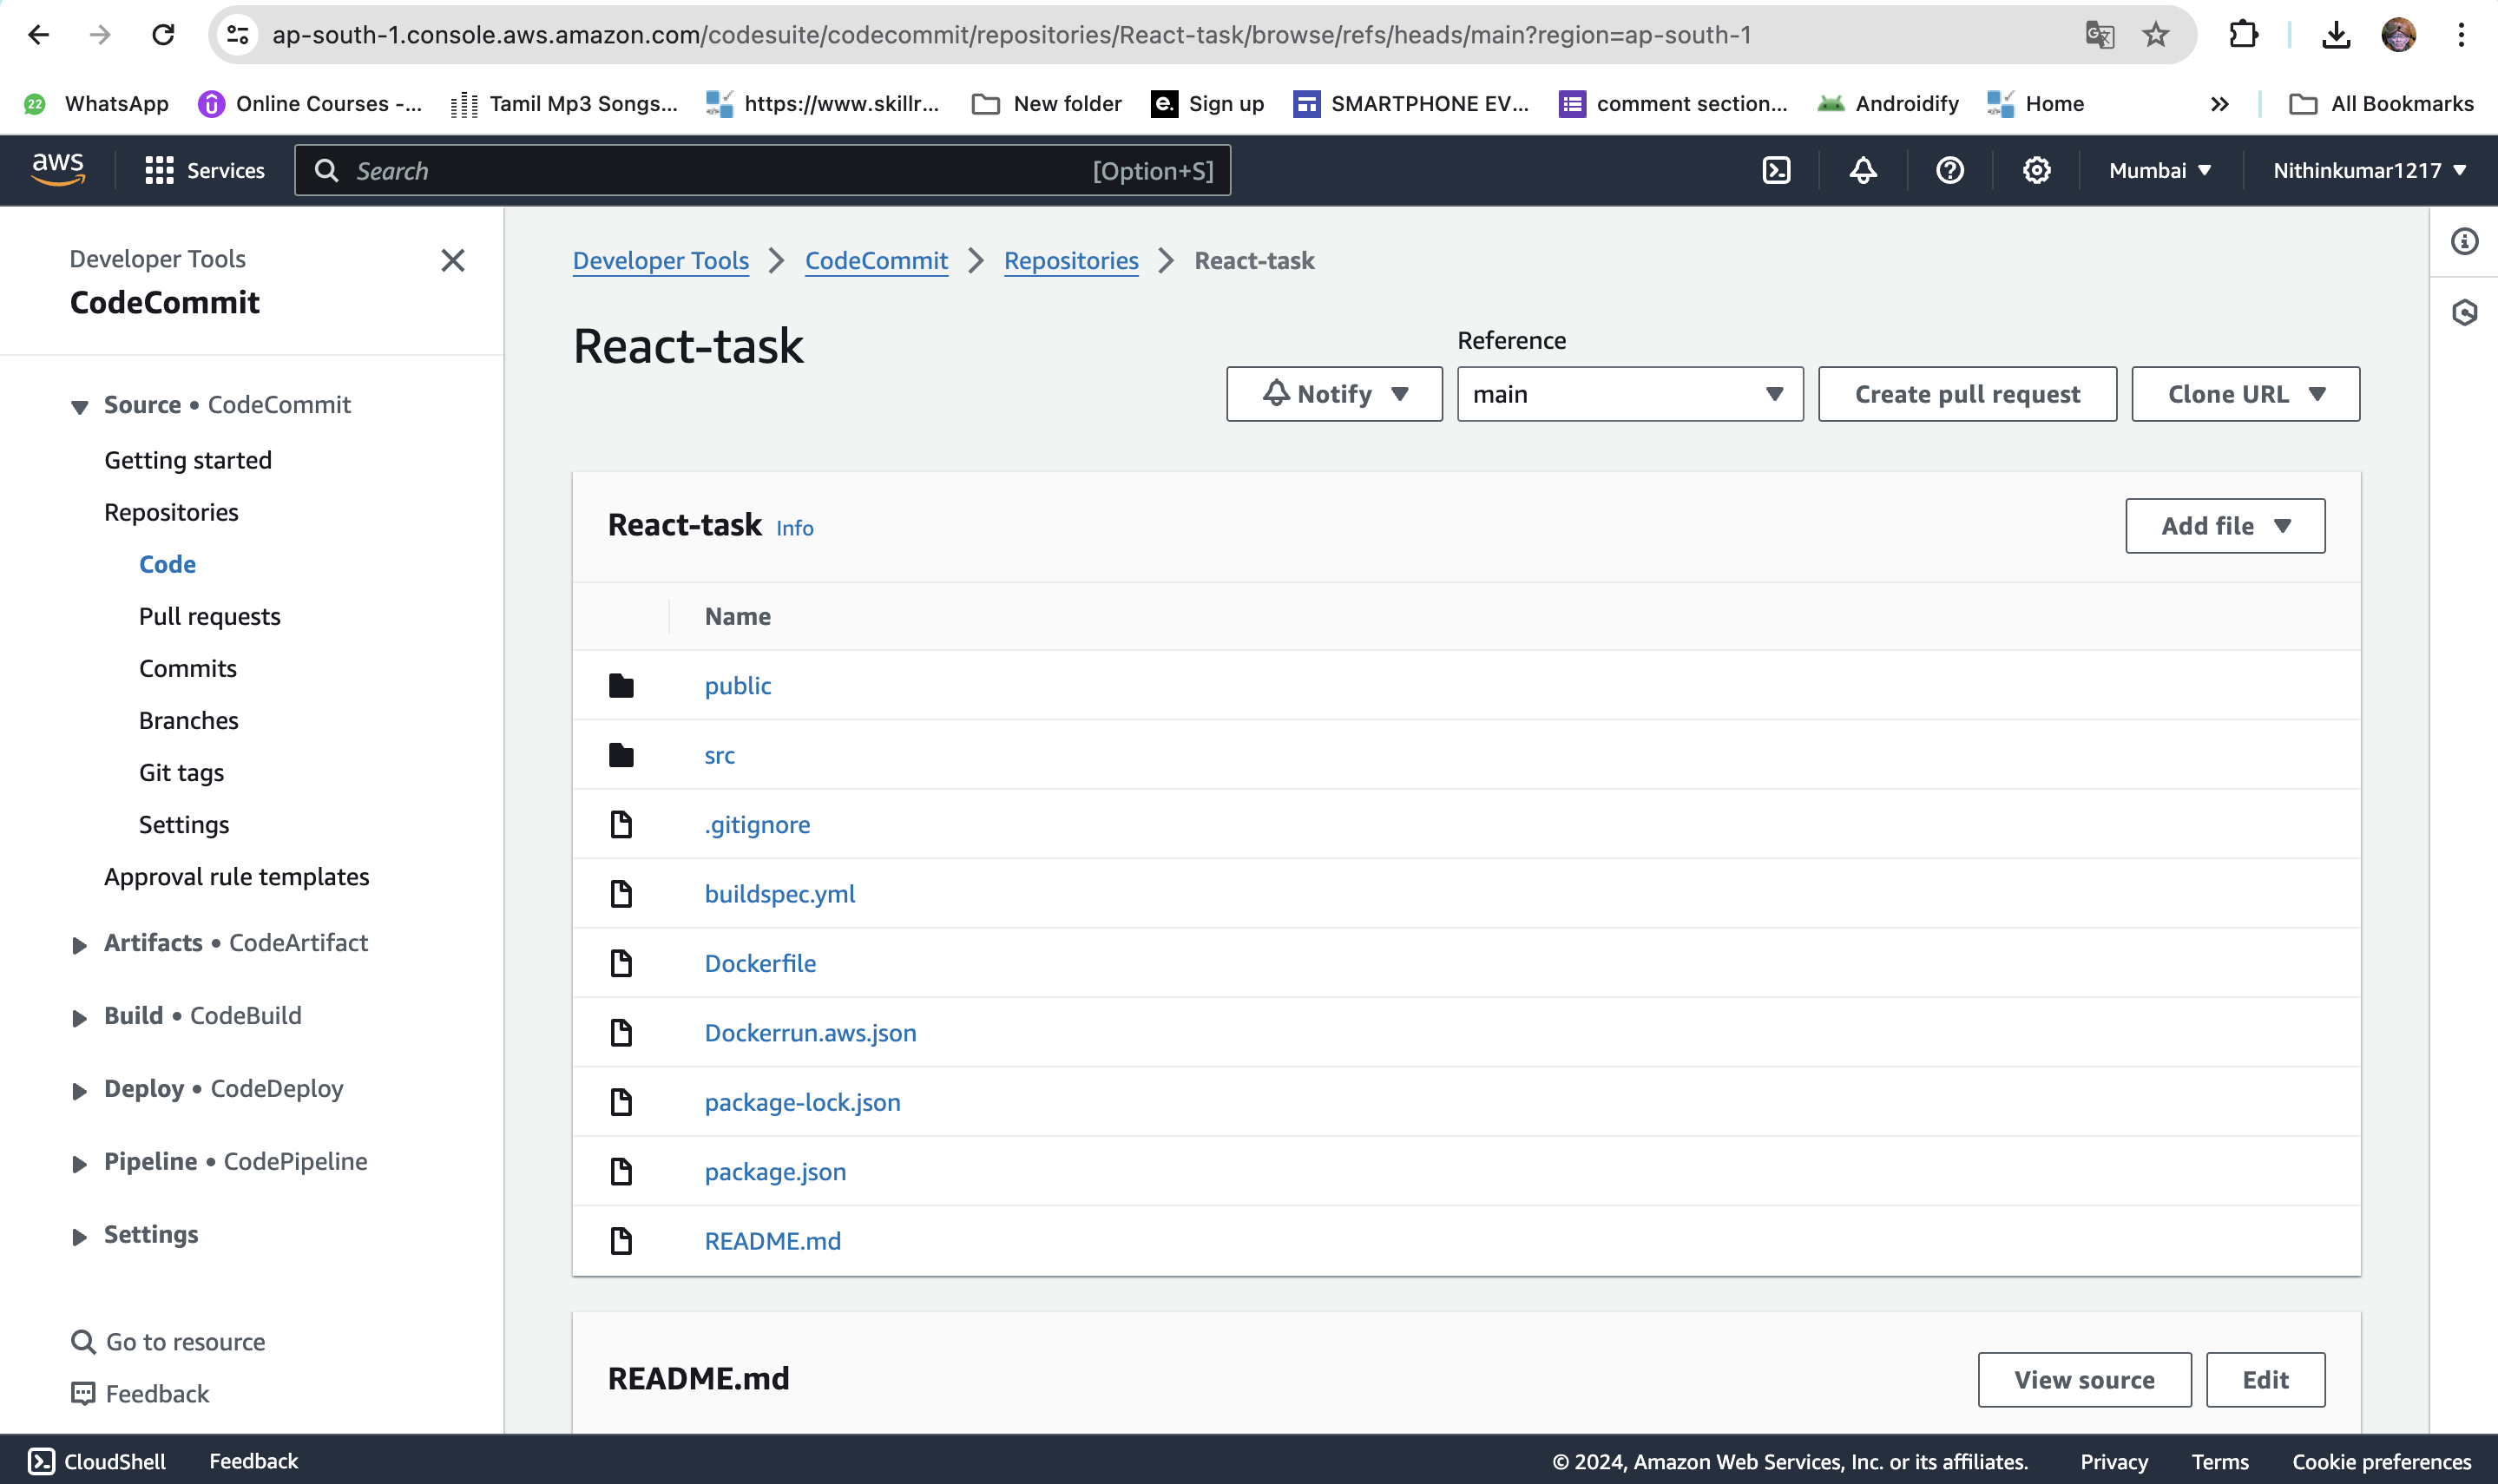 ap-south-1.console.aws.amazon.com/codesuite/codecommit/repositories/React-task/browse/refs/heads/main?region=ap-south-1
22 WhatsApp Online Courses -... Tamil Mp3 Songs... https://www.skillr... New folder e. Sign up SMARTPHONE EV... comment section... Androidify Home » All Bookmarks
aws Services Search [Option+S] Mumbai Nithinkumar1217
Developer Tools
CodeCommit
Source • CodeCommit
Getting started
Repositories
Code
Pull requests
Commits
Branches
Git tags
Settings
Approval rule templates
Artifacts • CodeArtifact
Build • CodeBuild
Deploy • CodeDeploy
Pipeline • CodePipeline
Settings
Go to resource
Feedback
Developer Tools CodeCommit Repositories React-task
React-task
Reference
Notify main Create pull request Clone URL
React-task Info Add file
Name
public
src
.gitignore
buildspec.yml
Dockerfile
Dockerrun.aws.json
package-lock.json
package.json
README.md
README.md View source Edit
CloudShell Feedback © 2024, Amazon Web Services, Inc. or its affiliates. Privacy Terms Cookie preferences